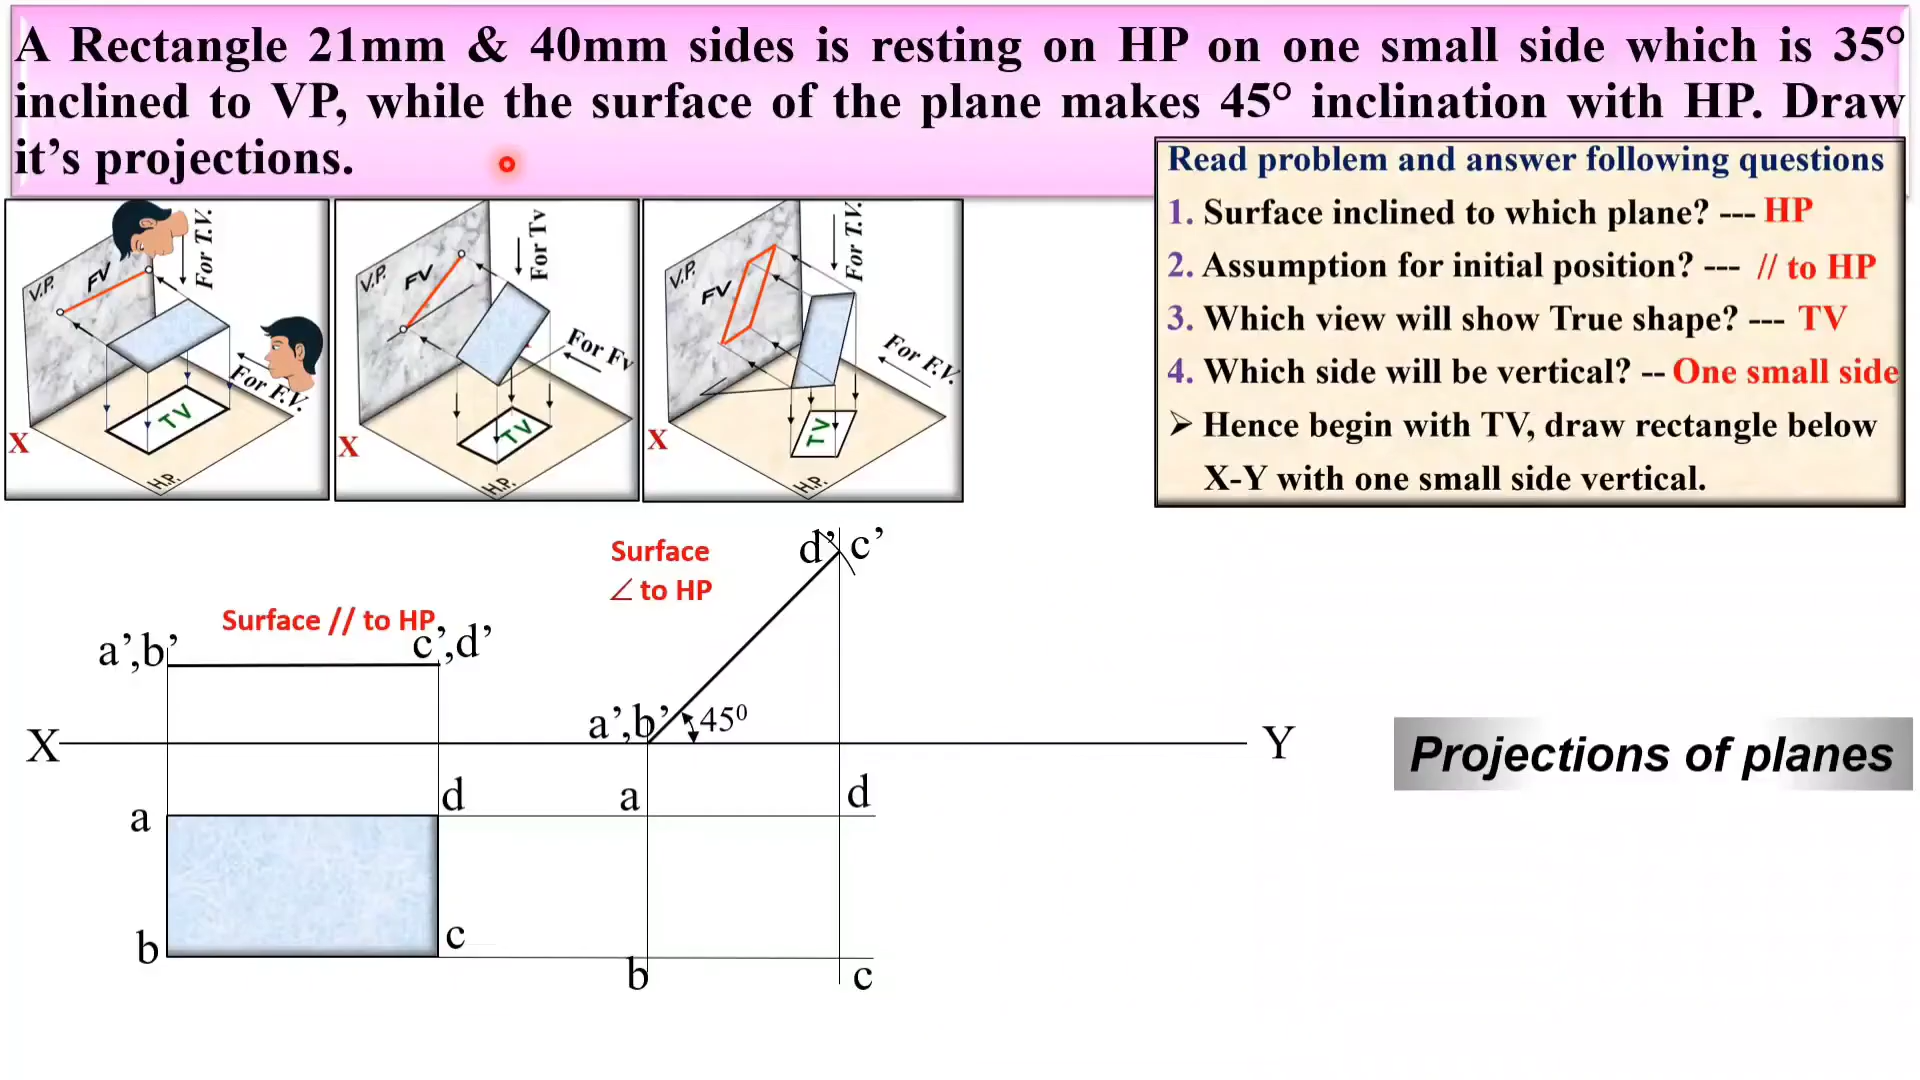 A Rectangle 21mm & 40mm sides is resting on HP on one small side which is 35°
inclined to VP, while the surface of the plane makes 45° inclination with HP. Draw
it’s projections.
Read problem and answer following questions
1. Surface inclined to which plane? --- HP
2. Assumption for initial position? --- // to HP
3. Which view will show True shape? --- TV
4. Which side will be vertical? -- One small side
➢ Hence begin with TV, draw rectangle below
X-Y with one small side vertical.
V.P.
FV
For T.V.
For F.V.
TV
X
H.P.
V.P.
FV
For Tv
For Fv
TV
X
H.P.
V.P.
FV
For T.V.
For F.V.
TV
X
H.P.
Surface
∠ to HP
d’ c’
Surface // to HP
a’,b’ c’,d’
a’,b’ 45⁰
X Y
Projections of planes
a d a d
b c b c